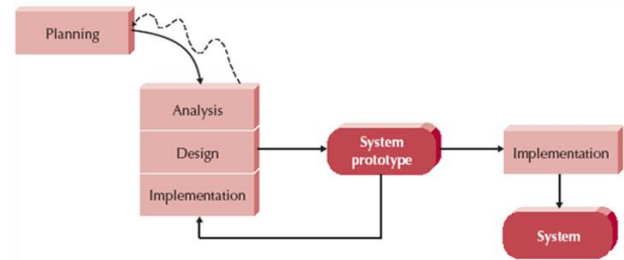 Planning
Analysis
Design
Implementation
System
prototype
Implementation
System